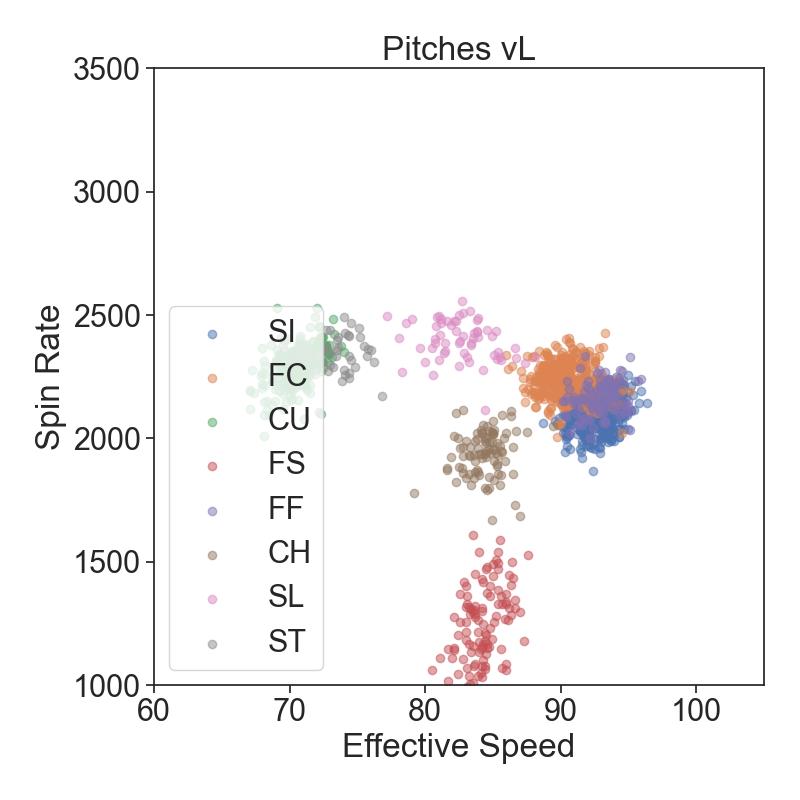 Pitches vL
3500
3000
2500
2000
1500
1000
Spin Rate
SI
FC
CU
FS
FF
CH
SL
ST
60 70 80 90 100
Effective Speed